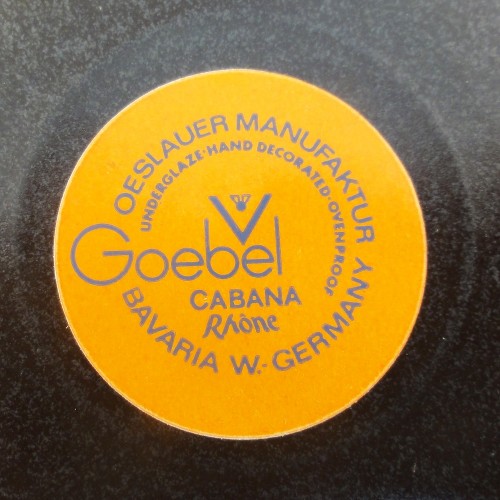 OESLAUER MANUFAKTUR
UNDERGLAZE·HAND DECORATED·OVENPROOF
Goebel
CABANA
Rhône
BAVARIA W.-GERMANY